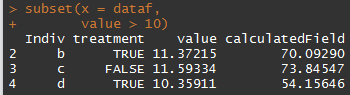 > subset(x = dataf,
+        value > 10)
  Indiv treatment    value calculatedField
2     b      TRUE 11.37215        70.09290
3     c     FALSE 11.59334        73.84547
4     d      TRUE 10.35911        54.15646